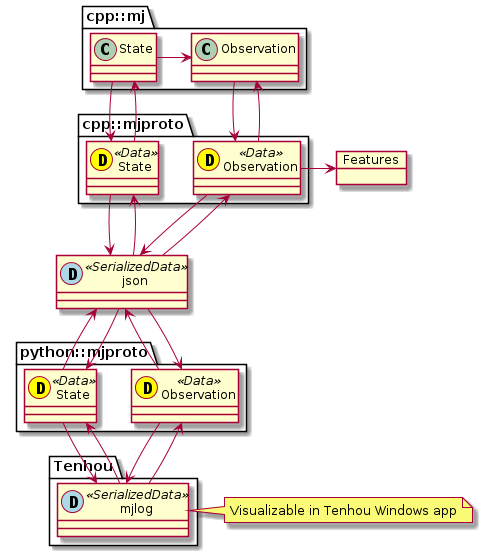 cpp::mj
C State
C Observation
cpp::mjproto
D «Data»
State
D «Data»
Observation
Features
D «SerializedData»
json
python::mjproto
D «Data»
State
D «Data»
Observation
Tenhou
D «SerializedData»
mjlog
Visualizable in Tenhou Windows app